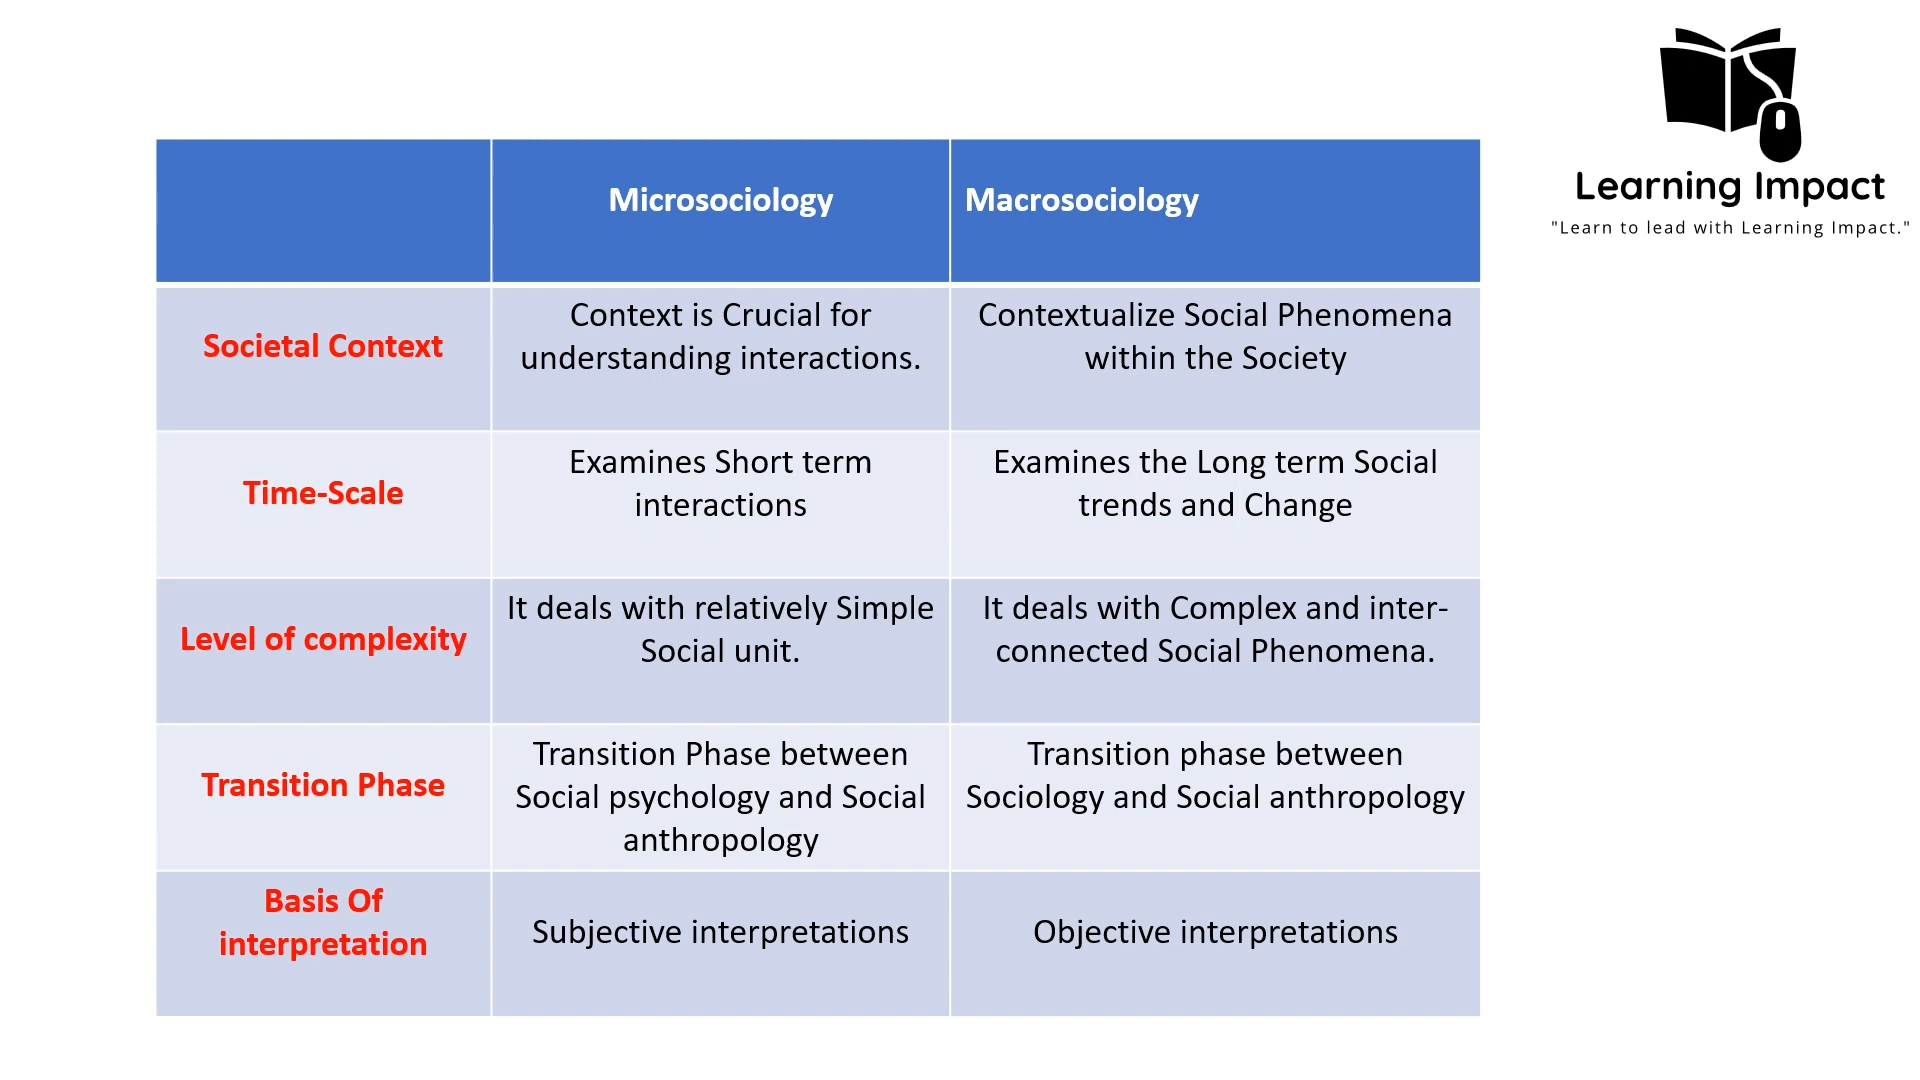 Learning Impact
"Learn to lead with Learning Impact."
Microsociology
Macrosociology
Societal Context
Context is Crucial for
understanding interactions.
Contextualize Social Phenomena
within the Society
Time-Scale
Examines Short term
interactions
Examines the Long term Social
trends and Change
Level of complexity
It deals with relatively Simple
Social unit.
It deals with Complex and inter-
connected Social Phenomena.
Transition Phase
Transition Phase between
Social psychology and Social
anthropology
Transition phase between
Sociology and Social anthropology
Basis Of
interpretation
Subjective interpretations
Objective interpretations